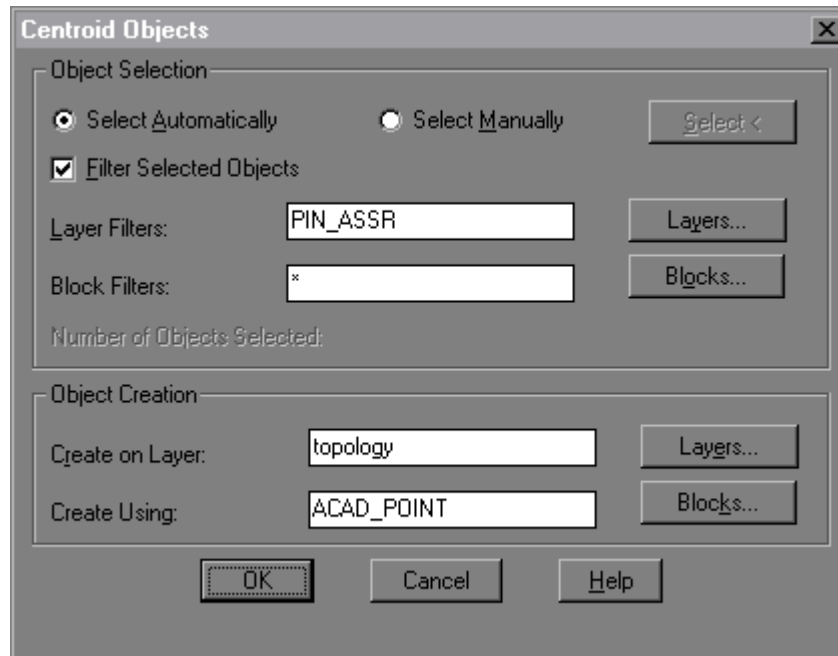 Centroid Objects
Object Selection
Select Automatically
Select Manually
Select <
Filter Selected Objects
Layer Filters:
PIN_ASSR
Layers...
Block Filters:
*
Blocks...
Number of Objects Selected:
Object Creation
Create on Layer:
topology
Layers...
Create Using:
ACAD_POINT
Blocks...
OK
Cancel
Help